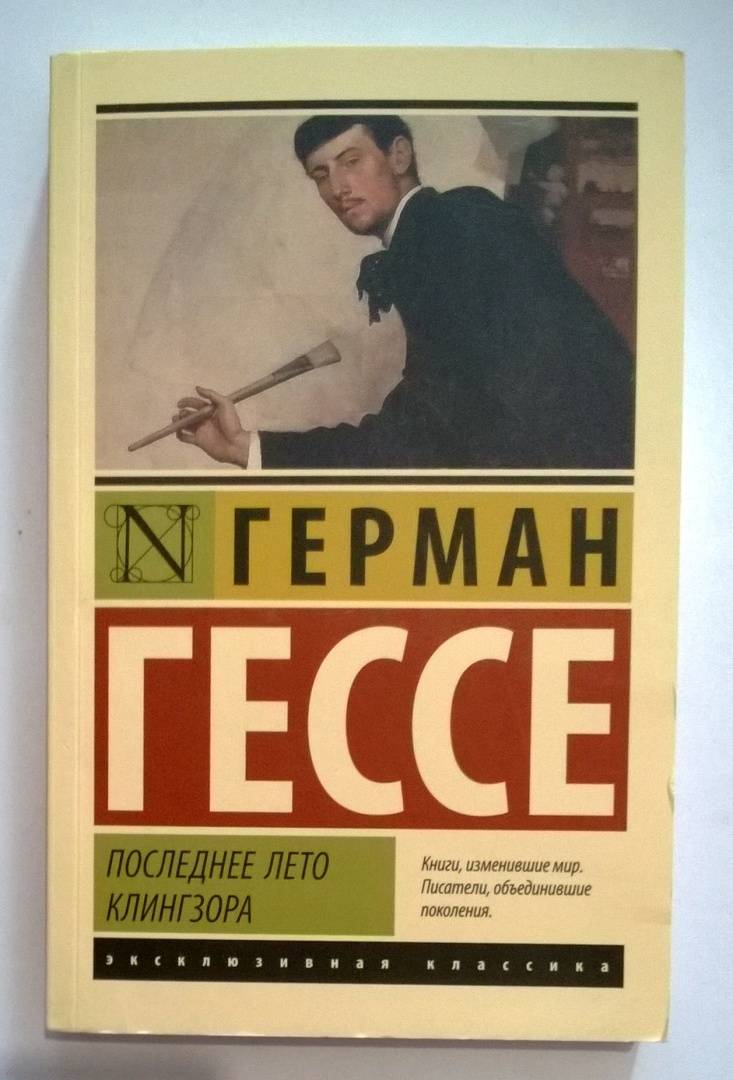 N
ГЕРМАН
ГЕССЕ
ПОСЛЕДНЕЕ ЛЕТО
КЛИНГЗОРА
Книги, изменившие мир.
Писатели, объединившие
поколения.
эксклюзивная классика